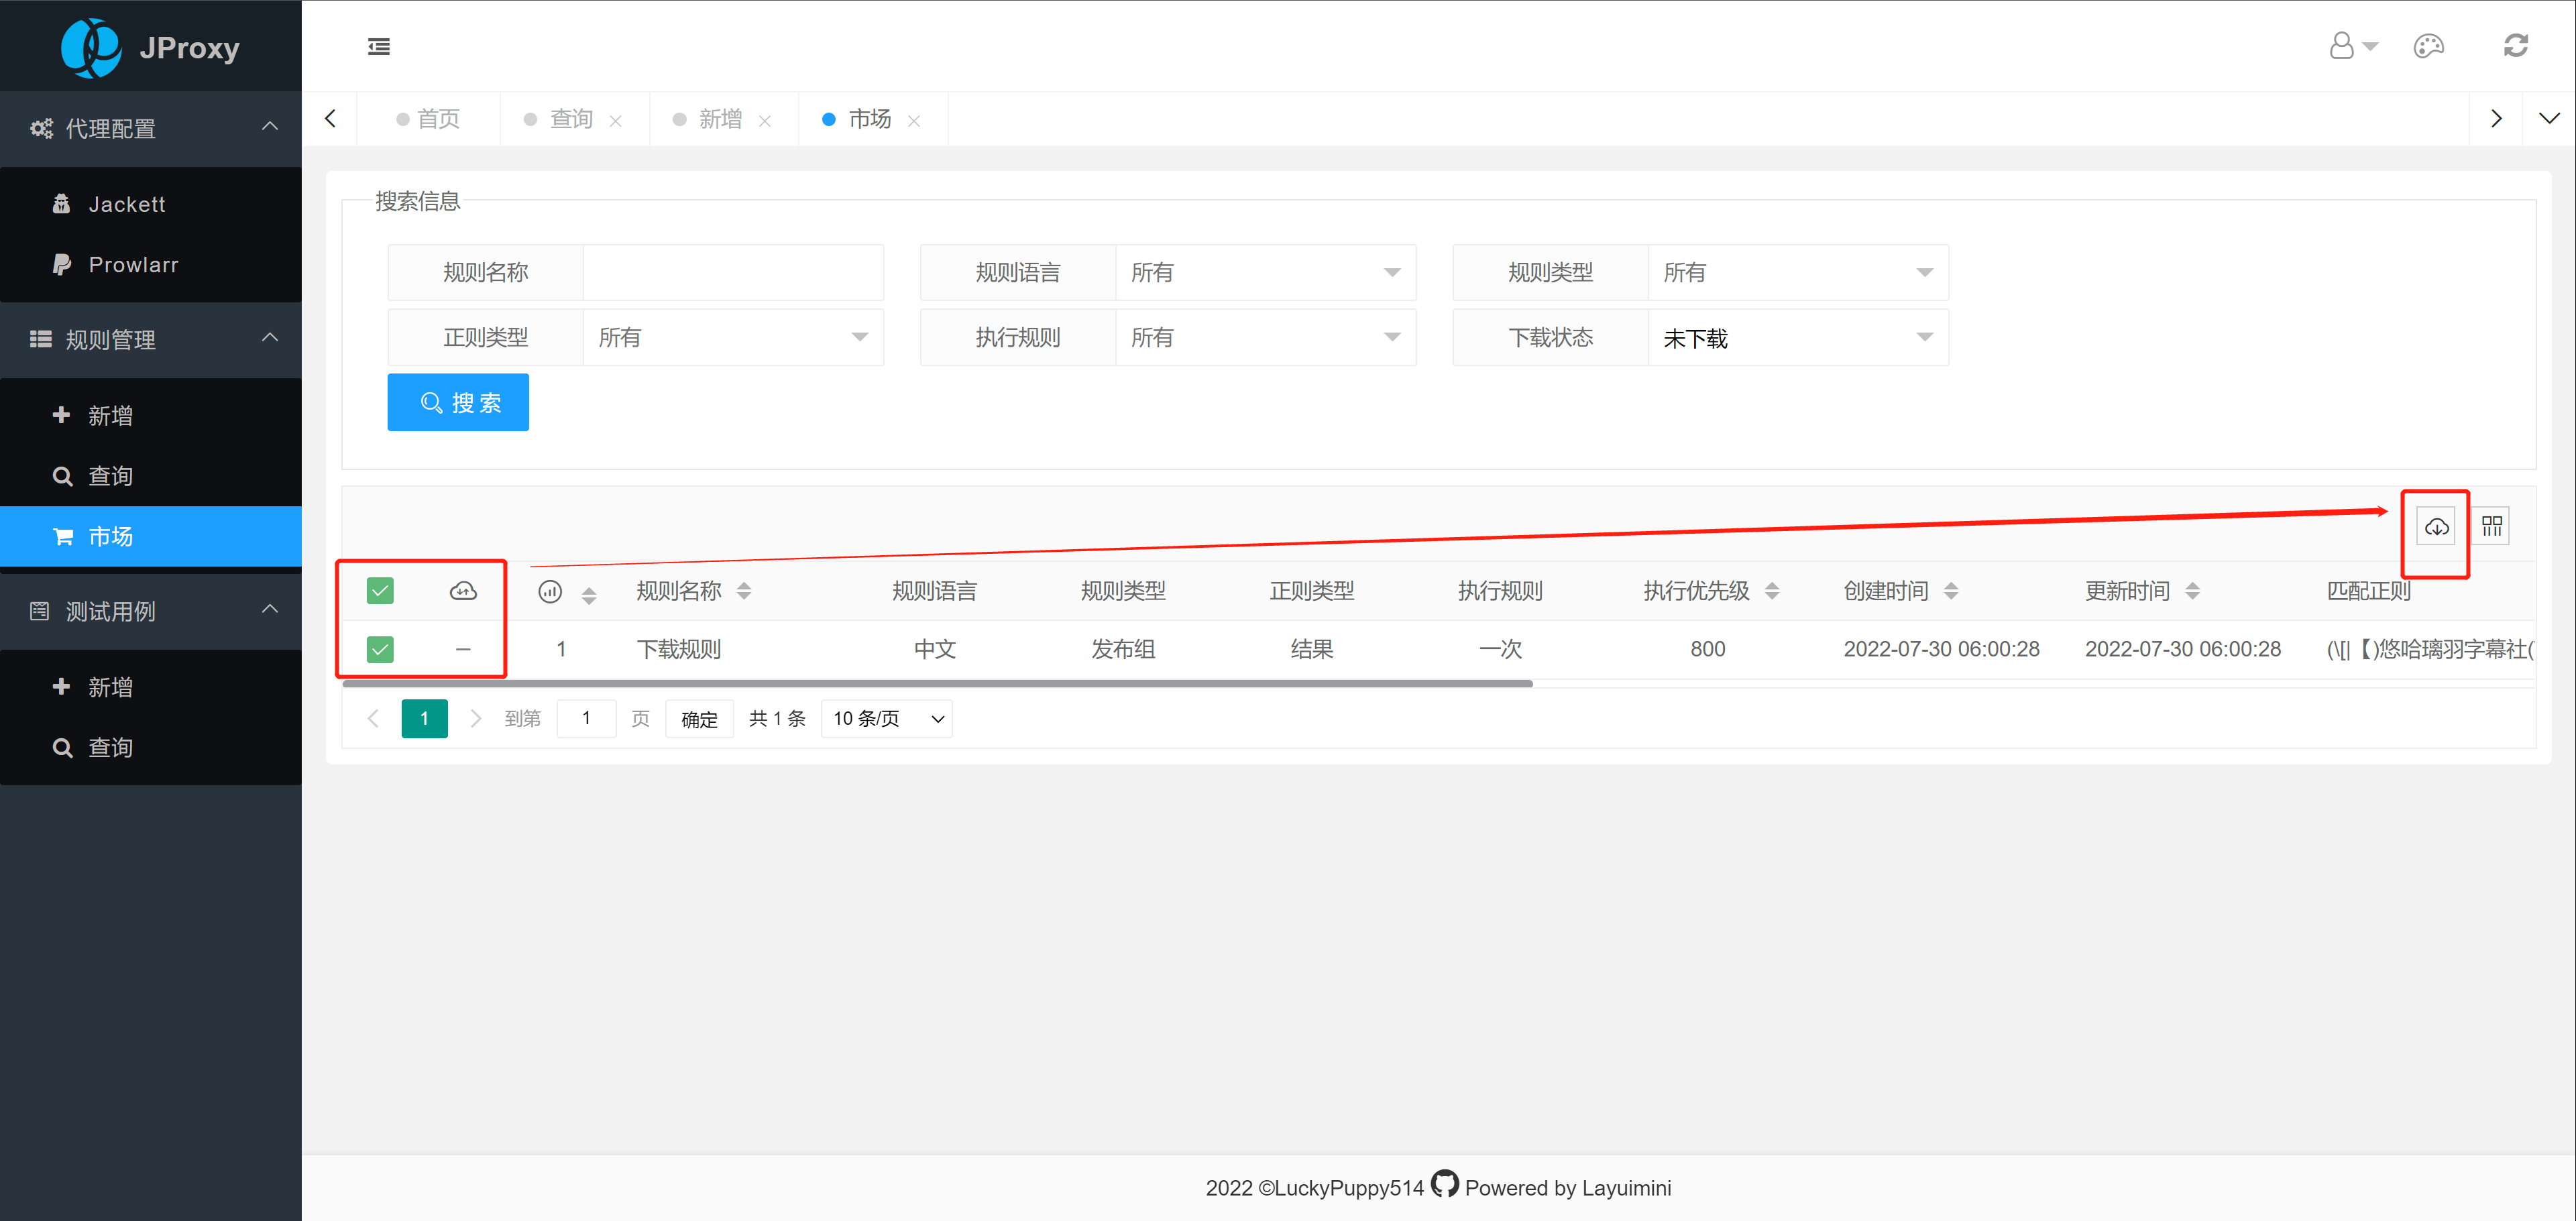 JProxy
代理配置
Jackett
Prowlarr
规则管理
新增
查询
市场
测试用例
新增
查询
首页 查询 新增 市场
搜索信息
规则名称 规则语言 所有 规则类型 所有
正则类型 所有 执行规则 所有 下载状态 未下载
搜 索
规则名称 规则语言 规则类型 正则类型 执行规则 执行优先级 创建时间 更新时间 匹配正则
1 下载规则 中文 发布组 结果 一次 800 2022-07-30 06:00:28 2022-07-30 06:00:28 (\[|【)悠哈璃羽字幕社(
1 到第 1 页 确定 共 1 条 10 条/页
2022 ©LuckyPuppy514 Powered by Layuimini